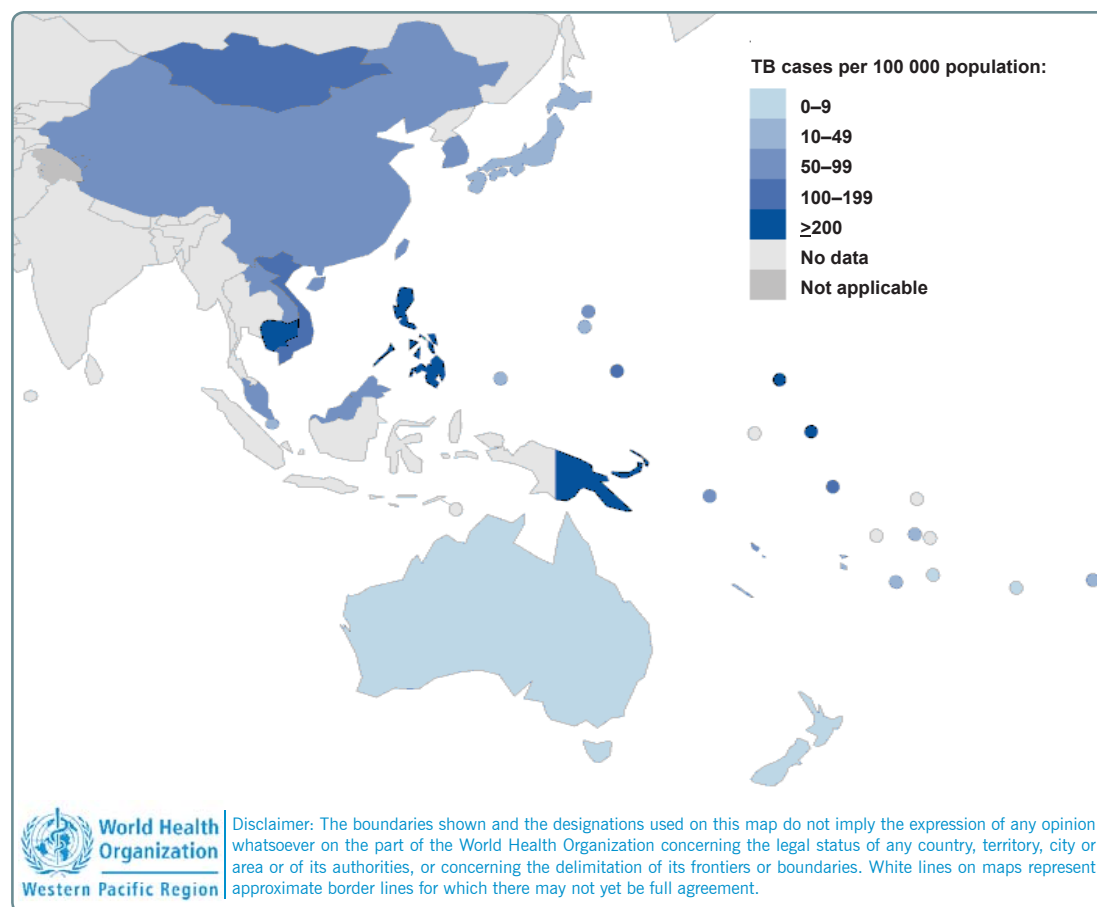 TB cases per 100 000 population:
0–9
10–49
50–99
100–199
≥200
No data
Not applicable
World Health
Organization
Western Pacific Region
Disclaimer: The boundaries shown and the designations used on this map do not imply the expression of any opinion
whatsoever on the part of the World Health Organization concerning the legal status of any country, territory, city or
area or of its authorities, or concerning the delimitation of its frontiers or boundaries. White lines on maps represent
approximate border lines for which there may not yet be full agreement.